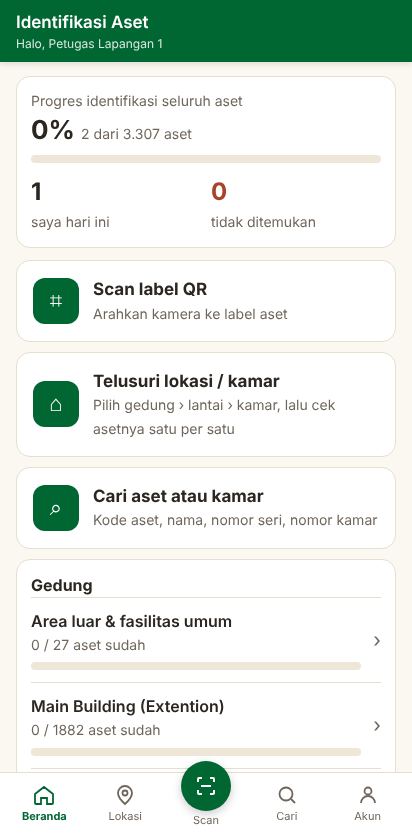 Identifikasi Aset
Halo, Petugas Lapangan 1
Progres identifikasi seluruh aset
0% 2 dari 3.307 aset
1
saya hari ini
0
tidak ditemukan
Scan label QR
Arahkan kamera ke label aset
Telusuri lokasi / kamar
Pilih gedung › lantai › kamar, lalu cek
asetnya satu per satu
Cari aset atau kamar
Kode aset, nama, nomor seri, nomor kamar
Gedung
Area luar & fasilitas umum
0 / 27 aset sudah
Main Building (Extention)
0 / 1882 aset sudah
Beranda
Lokasi
Scan
Cari
Akun